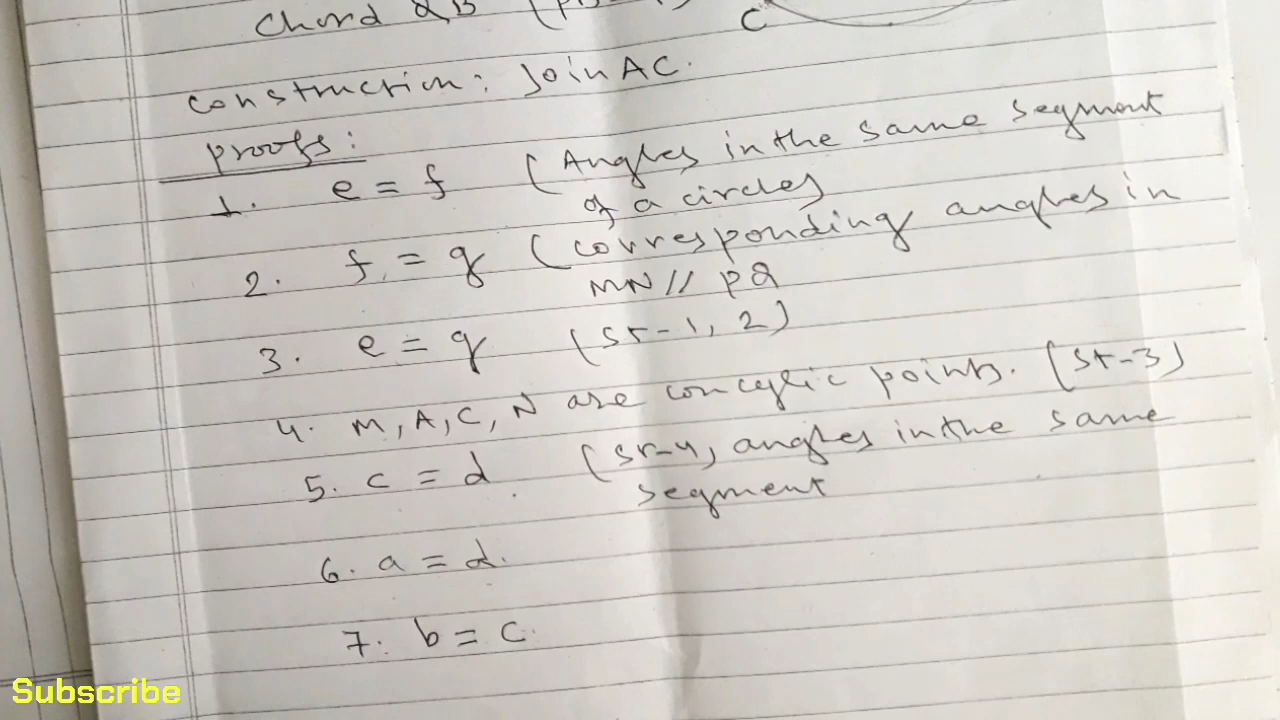 Chord
C
Construction: Join AC.
Proofs:
1. e = f (Angles in the same segment
of a circles
2. f = g (corresponding angles in
MN // PQ
3. e = g (St-1, 2)
4. M, A, C, N are concylic points. (St-3)
5. c = d (St-4, angles in the same
segment
6. a = d.
7. b = c.
Subscribe